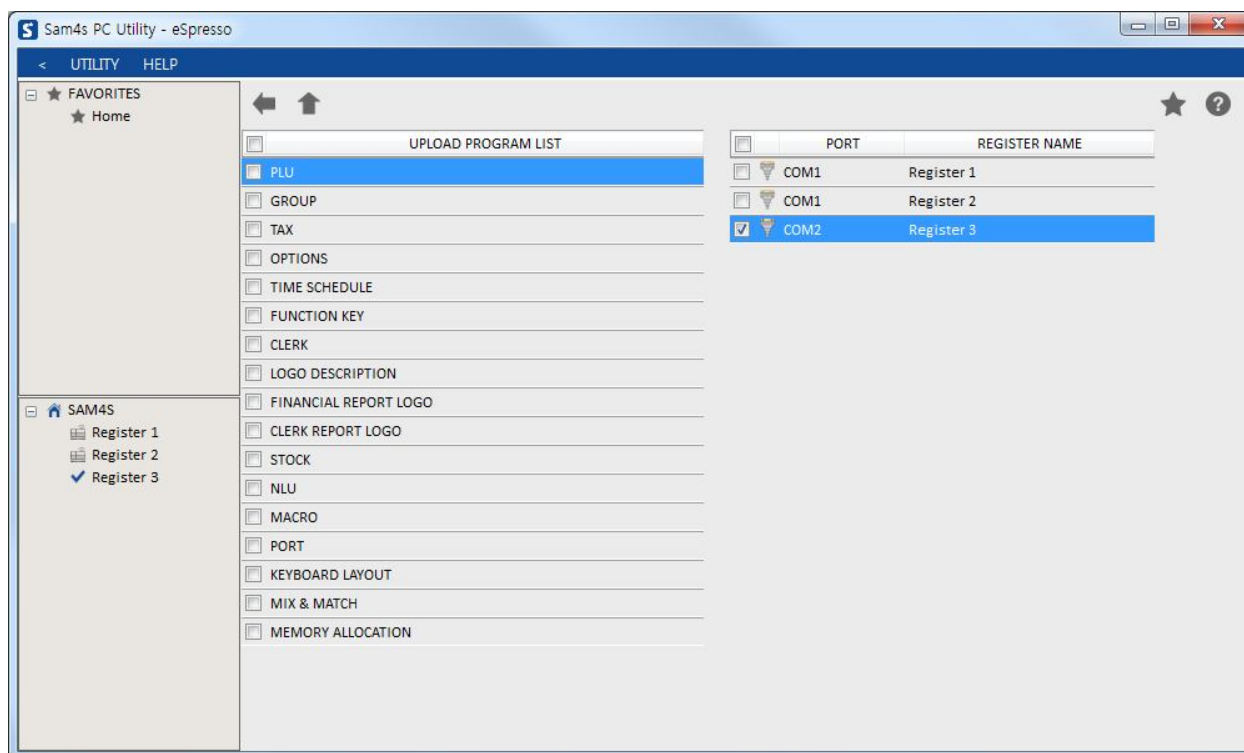 Sam4s PC Utility - eSpresso
< UTILITY HELP
FAVORITES
Home
SAM4S
Register 1
Register 2
Register 3
UPLOAD PROGRAM LIST
PLU
GROUP
TAX
OPTIONS
TIME SCHEDULE
FUNCTION KEY
CLERK
LOGO DESCRIPTION
FINANCIAL REPORT LOGO
CLERK REPORT LOGO
STOCK
NLU
MACRO
PORT
KEYBOARD LAYOUT
MIX & MATCH
MEMORY ALLOCATION
PORT REGISTER NAME
COM1 Register 1
COM1 Register 2
COM2 Register 3